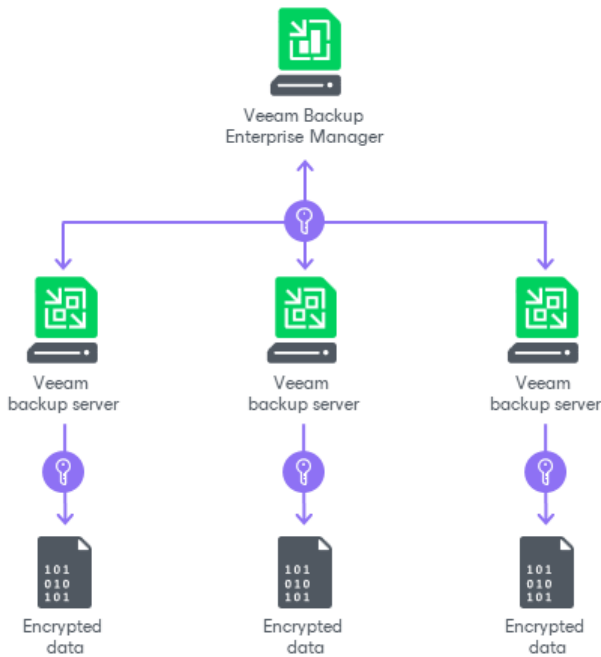 Veeam Backup
Enterprise Manager
Veeam
backup server
Veeam
backup server
Veeam
backup server
101
010
101
101
010
101
101
010
101
Encrypted
data
Encrypted
data
Encrypted
data